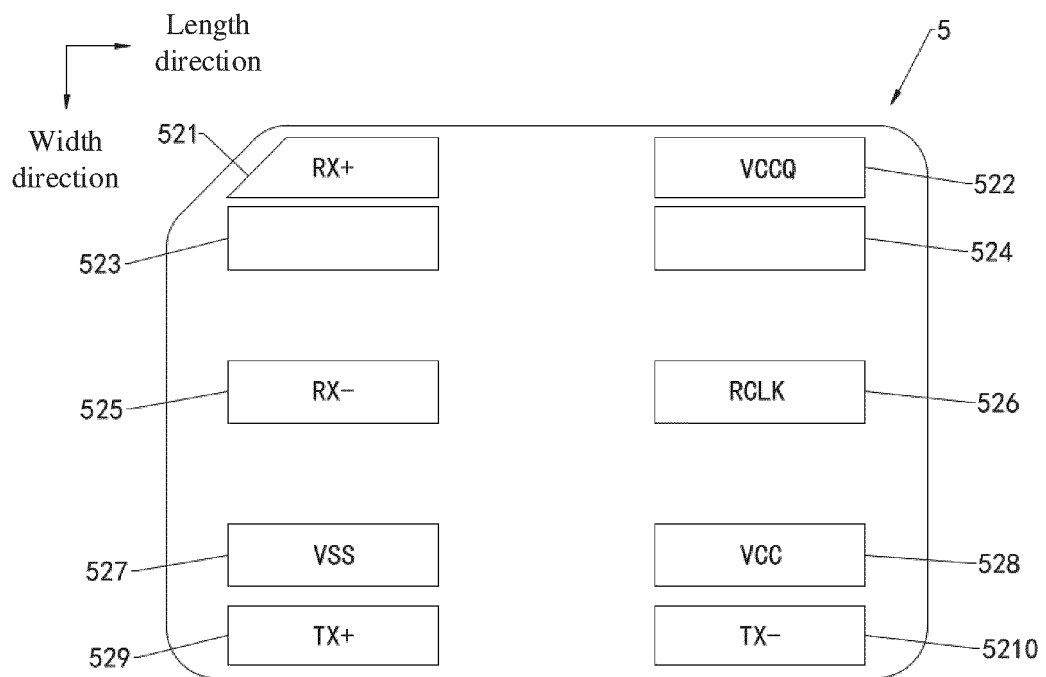 Length
direction
5
Width
direction
521
RX+
VCCQ
522
523
524
525
RX-
RCLK
526
527
VSS
VCC
528
529
TX+
TX-
5210